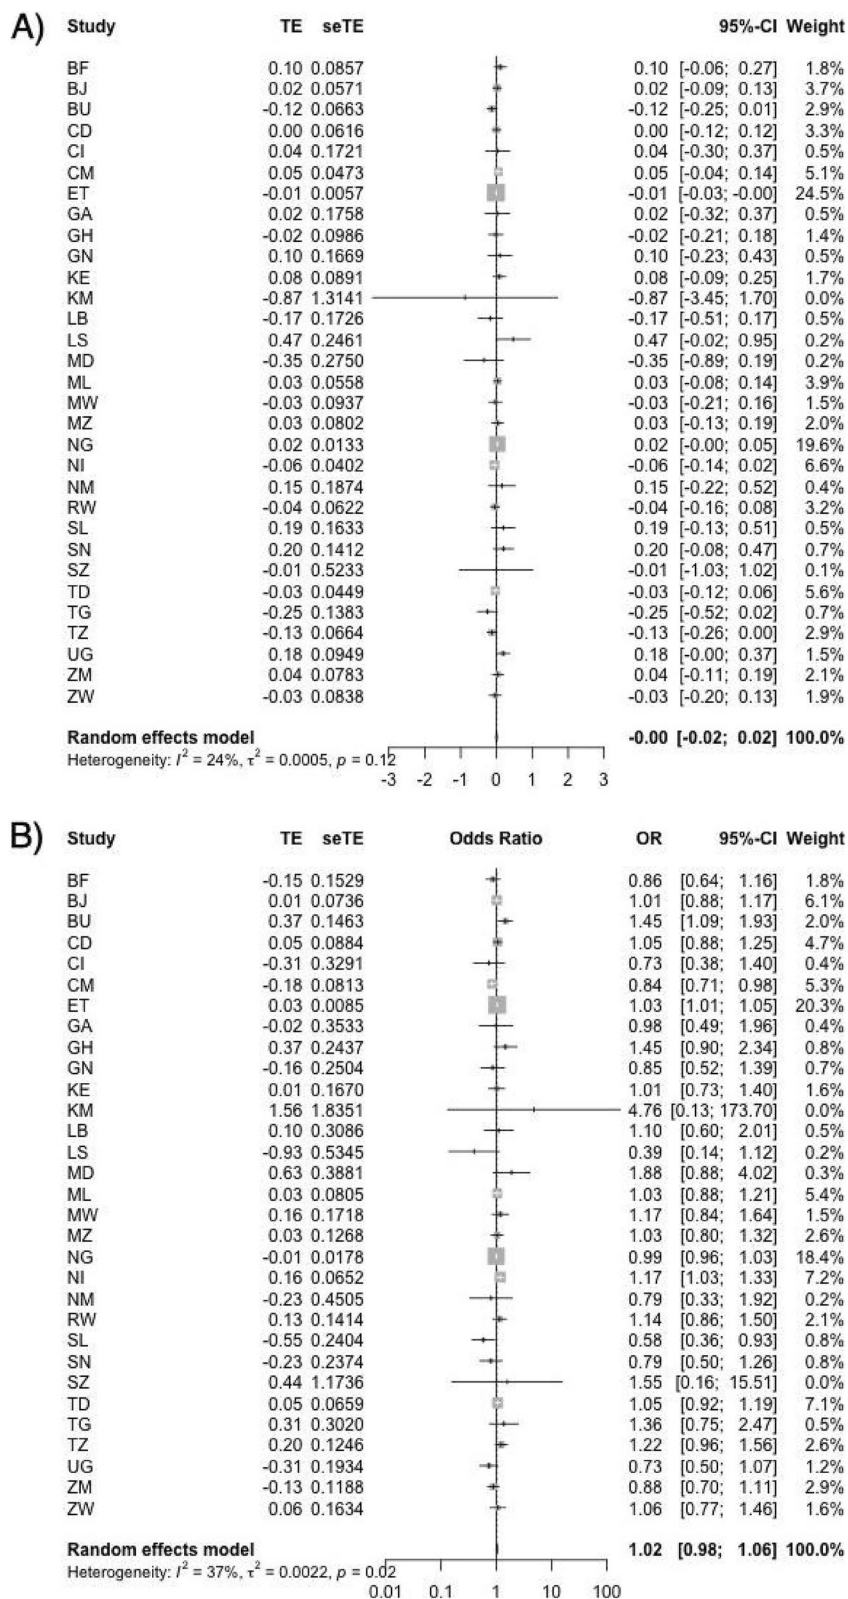 A) Study TE seTE 95%-CI Weight
BF 0.10 0.0857 0.10 [-0.06; 0.27] 1.8%
BJ 0.02 0.0571 0.02 [-0.09; 0.13] 3.7%
BU -0.12 0.0663 -0.12 [-0.25; 0.01] 2.9%
CD 0.00 0.0616 0.00 [-0.12; 0.12] 3.3%
CI 0.04 0.1721 0.04 [-0.30; 0.37] 0.5%
CM 0.05 0.0473 0.05 [-0.04; 0.14] 5.1%
ET -0.01 0.0057 -0.01 [-0.03; -0.00] 24.5%
GA 0.02 0.1758 0.02 [-0.32; 0.37] 0.5%
GH -0.02 0.0986 -0.02 [-0.21; 0.18] 1.4%
GN 0.10 0.1669 0.10 [-0.23; 0.43] 0.5%
KE 0.08 0.0891 0.08 [-0.09; 0.25] 1.7%
KM -0.87 1.3141 -0.87 [-3.45; 1.70] 0.0%
LB -0.17 0.1726 -0.17 [-0.51; 0.17] 0.5%
LS 0.47 0.2461 0.47 [-0.02; 0.95] 0.2%
MD -0.35 0.2750 -0.35 [-0.89; 0.19] 0.2%
ML 0.03 0.0558 0.03 [-0.08; 0.14] 3.9%
MW -0.03 0.0937 -0.03 [-0.21; 0.16] 1.5%
MZ 0.03 0.0802 0.03 [-0.13; 0.19] 2.0%
NG 0.02 0.0133 0.02 [-0.00; 0.05] 19.6%
NI -0.06 0.0402 -0.06 [-0.14; 0.02] 6.6%
NM 0.15 0.1874 0.15 [-0.22; 0.52] 0.4%
RW -0.04 0.0622 -0.04 [-0.16; 0.08] 3.2%
SL 0.19 0.1633 0.19 [-0.13; 0.51] 0.5%
SN 0.20 0.1412 0.20 [-0.08; 0.47] 0.7%
SZ -0.01 0.5233 -0.01 [-1.03; 1.02] 0.1%
TD -0.03 0.0449 -0.03 [-0.12; 0.06] 5.6%
TG -0.25 0.1383 -0.25 [-0.52; 0.02] 0.7%
TZ -0.13 0.0664 -0.13 [-0.26; 0.00] 2.9%
UG 0.18 0.0949 0.18 [-0.00; 0.37] 1.5%
ZM 0.04 0.0783 0.04 [-0.11; 0.19] 2.1%
ZW -0.03 0.0838 -0.03 [-0.20; 0.13] 1.9%
Random effects model -0.00 [-0.02; 0.02] 100.0%
Heterogeneity: I² = 24%, τ² = 0.0005, p = 0.12
-3 -2 -1 0 1 2 3
B) Study TE seTE Odds Ratio OR 95%-CI Weight
BF -0.15 0.1529 0.86 [0.64; 1.16] 1.8%
BJ 0.01 0.0736 1.01 [0.88; 1.17] 6.1%
BU 0.37 0.1463 1.45 [1.09; 1.93] 2.0%
CD 0.05 0.0884 1.05 [0.88; 1.25] 4.7%
CI -0.31 0.3291 0.73 [0.38; 1.40] 0.4%
CM -0.18 0.0813 0.84 [0.71; 0.98] 5.3%
ET 0.03 0.0085 1.03 [1.01; 1.05] 20.3%
GA -0.02 0.3533 0.98 [0.49; 1.96] 0.4%
GH 0.37 0.2437 1.45 [0.90; 2.34] 0.8%
GN -0.16 0.2504 0.85 [0.52; 1.39] 0.7%
KE 0.01 0.1670 1.01 [0.73; 1.40] 1.6%
KM 1.56 1.8351 4.76 [0.13; 173.70] 0.0%
LB 0.10 0.3086 1.10 [0.60; 2.01] 0.5%
LS -0.93 0.5345 0.39 [0.14; 1.12] 0.2%
MD 0.63 0.3881 1.88 [0.88; 4.02] 0.3%
ML 0.03 0.0805 1.03 [0.88; 1.21] 5.4%
MW 0.16 0.1718 1.17 [0.84; 1.64] 1.5%
MZ 0.03 0.1268 1.03 [0.80; 1.32] 2.6%
NG -0.01 0.0178 0.99 [0.96; 1.03] 18.4%
NI 0.16 0.0652 1.17 [1.03; 1.33] 7.2%
NM -0.23 0.4505 0.79 [0.33; 1.92] 0.2%
RW 0.13 0.1414 1.14 [0.86; 1.50] 2.1%
SL -0.55 0.2404 0.58 [0.36; 0.93] 0.8%
SN -0.23 0.2374 0.79 [0.50; 1.26] 0.8%
SZ 0.44 1.1736 1.55 [0.16; 15.51] 0.0%
TD 0.05 0.0659 1.05 [0.92; 1.19] 7.1%
TG 0.31 0.3020 1.36 [0.75; 2.47] 0.5%
TZ 0.20 0.1246 1.22 [0.96; 1.56] 2.6%
UG -0.31 0.1934 0.73 [0.50; 1.07] 1.2%
ZM -0.13 0.1188 0.88 [0.70; 1.11] 2.9%
ZW 0.06 0.1634 1.06 [0.77; 1.46] 1.6%
Random effects model 1.02 [0.98; 1.06] 100.0%
Heterogeneity: I² = 37%, τ² = 0.0022, p = 0.02
0.01 0.1 1 10 100